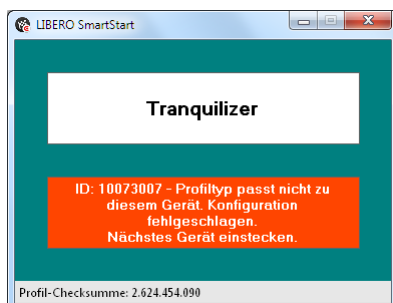 LIBERO SmartStart
Tranquilizer
ID: 10073007 - Profiltyp passt nicht zu
diesem Gerät. Konfiguration
fehlgeschlagen.
Nächstes Gerät einstecken.
Profil-Checksumme: 2.624.454.090